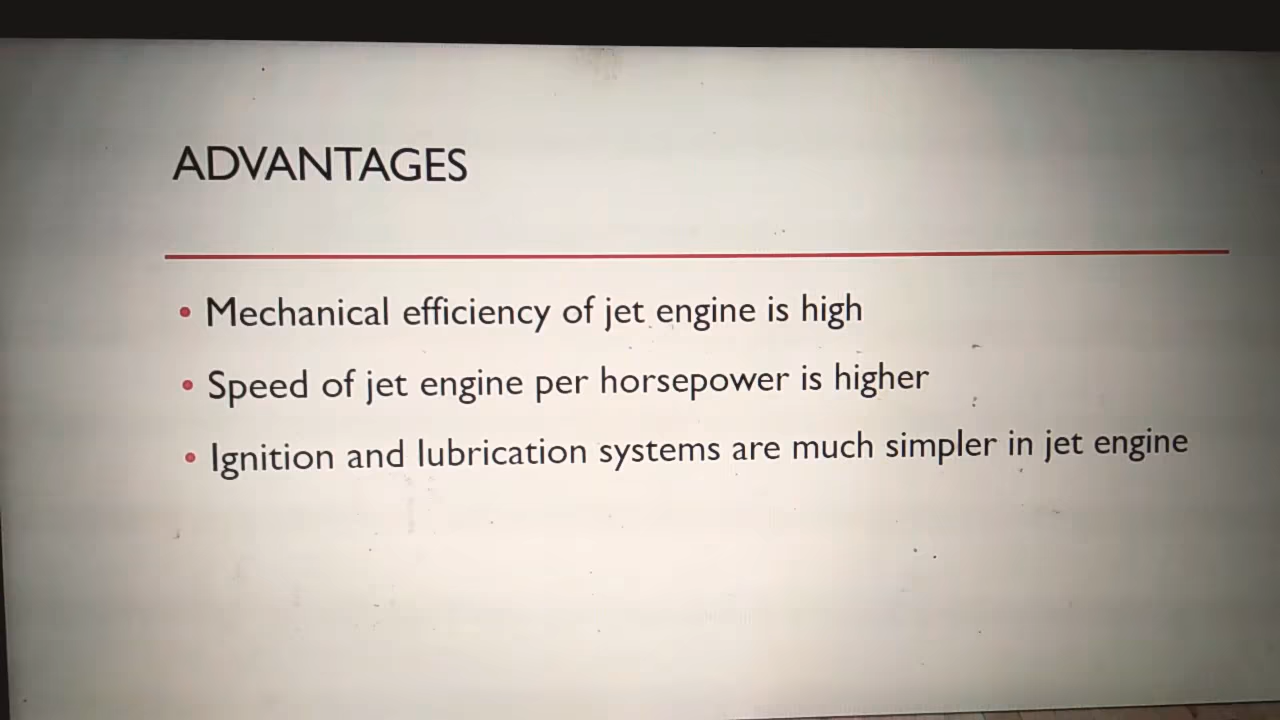 ADVANTAGES
• Mechanical efficiency of jet engine is high
• Speed of jet engine per horsepower is higher
• Ignition and lubrication systems are much simpler in jet engine